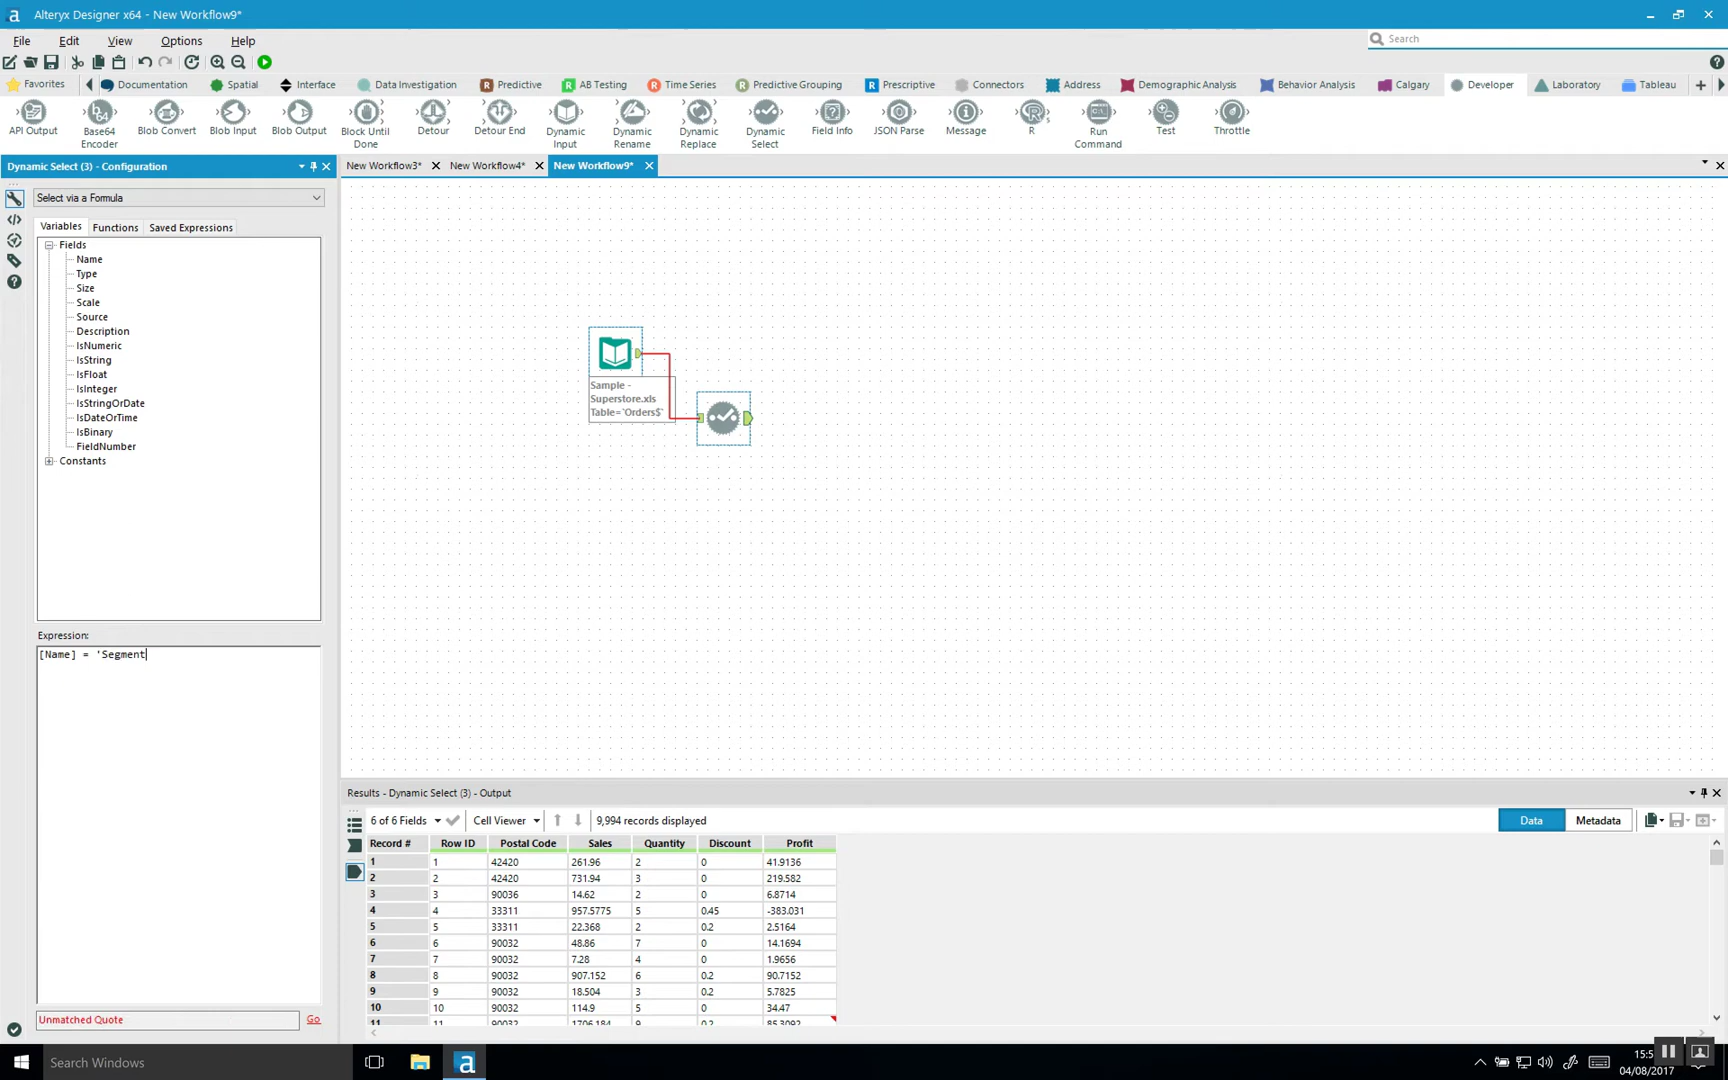 Alteryx Designer x64 - New Workflow9*
File Edit View Options Help
Search
Favorites Documentation Spatial Interface Data Investigation Predictive AB Testing Time Series Predictive Grouping Prescriptive Connectors Address Demographic Analysis Behavior Analysis Calgary Developer Laboratory Tableau
API Output Base64 Encoder Blob Convert Blob Input Blob Output Block Until Done Detour Detour End Dynamic Input Dynamic Rename Dynamic Replace Dynamic Select Field Info JSON Parse Message R Run Command Test Throttle
Dynamic Select (3) - Configuration
New Workflow3* New Workflow4* New Workflow9*
Select via a Formula
Variables Functions Saved Expressions
Fields
Name
Type
Size
Scale
Source
Description
IsNumeric
IsString
IsFloat
IsInteger
IsStringOrDate
IsDateOrTime
IsBinary
FieldNumber
Constants
Sample -
Superstore.xls
Table=`Orders$`
Expression:
[Name] = 'Segment
Unmatched Quote Go
Results - Dynamic Select (3) - Output
6 of 6 Fields Cell Viewer 9,994 records displayed Data Metadata
Record # Row ID Postal Code Sales Quantity Discount Profit
1 1 42420 261.96 2 0 41.9136
2 2 42420 731.94 3 0 219.582
3 3 90036 14.62 2 0 6.8714
4 4 33311 957.5775 5 0.45 -383.031
5 5 33311 22.368 2 0.2 2.5164
6 6 90032 48.86 7 0 14.1694
7 7 90032 7.28 4 0 1.9656
8 8 90032 907.152 6 0.2 90.7152
9 9 90032 18.504 3 0.2 5.7825
10 10 90032 114.9 5 0 34.47
11 11 90032 1706.184 9 0.2 85.3092
Search Windows
15:5
04/08/2017